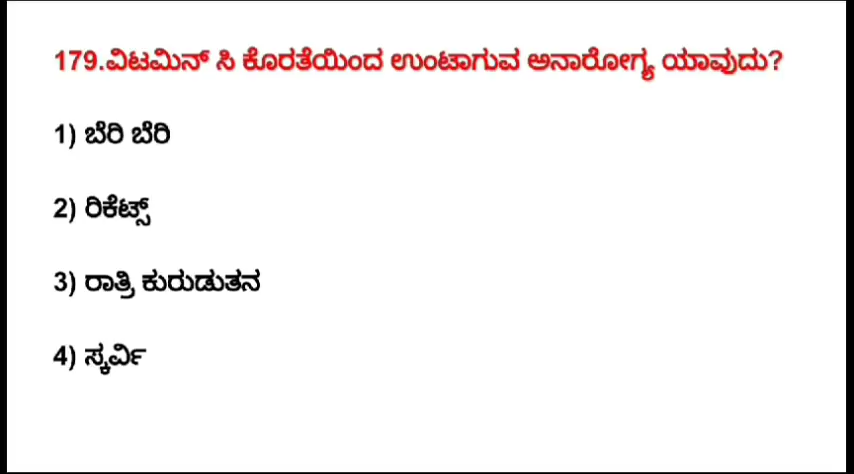 179.ವಿಟಮಿನ್ ಸಿ ಕೊರತೆಯಿಂದ ಉಂಟಾಗುವ ಅನಾರೋಗ್ಯ ಯಾವುದು?
1) ಬೆರಿ ಬೆರಿ
2) ರಿಕೆಟ್ಸ್
3) ರಾತ್ರಿ ಕುರುಡುತನ
4) ಸ್ಕರ್ವಿ